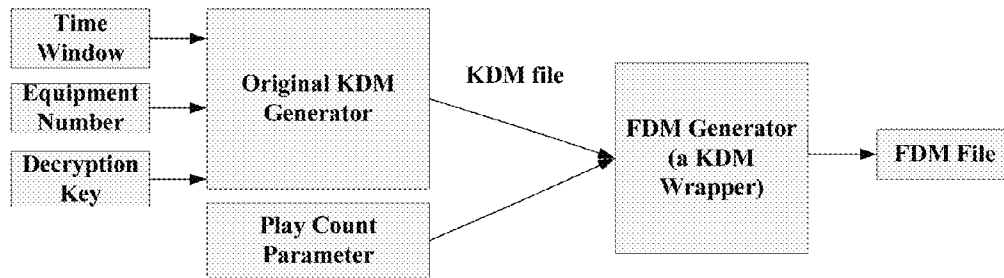 Time
Window
Equipment
Number
Decryption
Key
Original KDM
Generator
KDM file
Play Count
Parameter
FDM Generator
(a KDM
Wrapper)
FDM File